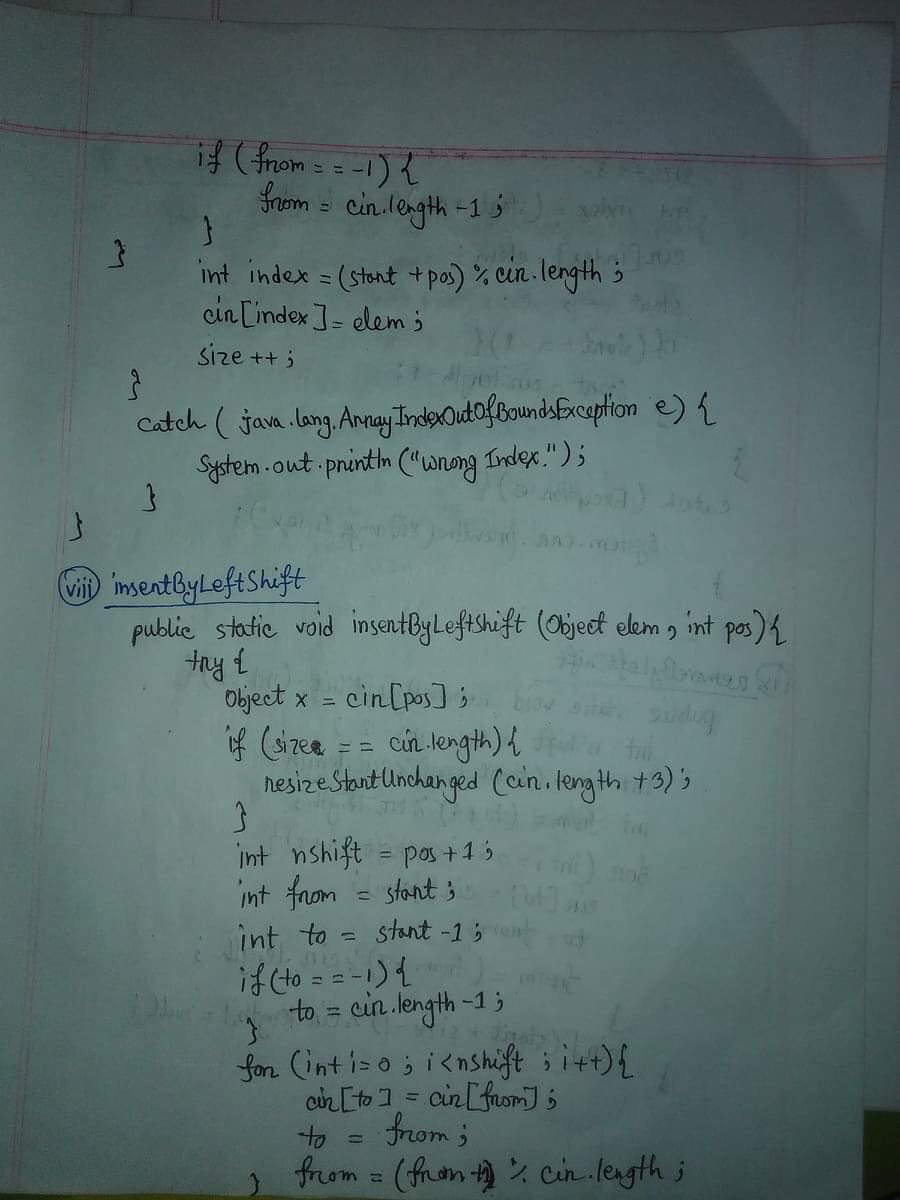 if (from == -1) {
from = cir.length -1 ;
}
}
int index = (start + pos) % cir.length ;
cir[index] = elem ;
size ++ ;
}
catch ( java.lang.ArrayIndexOutOfBoundsException e) {
System.out.println ("wrong Index.") ;
}
}
viii insertByLeftShift
public static void insertByLeftShift (Object elem , int pos) {
try {
Object x = cir[pos] ;
if (size == cir.length) {
resizeStartUnchanged (cir.length +3) ;
}
int nshift = pos + 1 ;
int from = start ;
int to = start -1 ;
if (to == -1) {
to = cir.length -1 ;
}
for (int i = 0 ; i < nshift ; i++) {
cir[to] = cir[from] ;
to = from ;
} from = (from +1) % cir.length ;